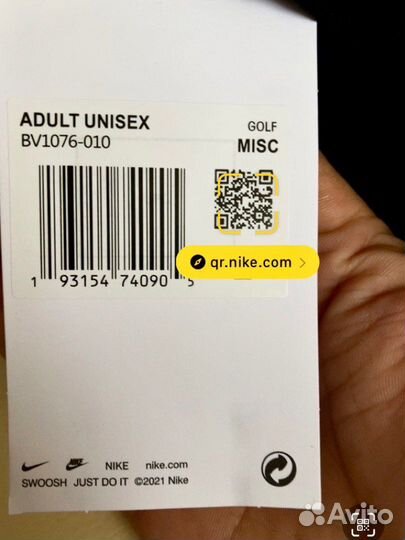 ADULT UNISEX
BV1076-010
GOLF
MISC
qr.nike.com >
1 93154 74090 5
NIKE nike.com
SWOOSH JUST DO IT ©2021 Nike
Avito